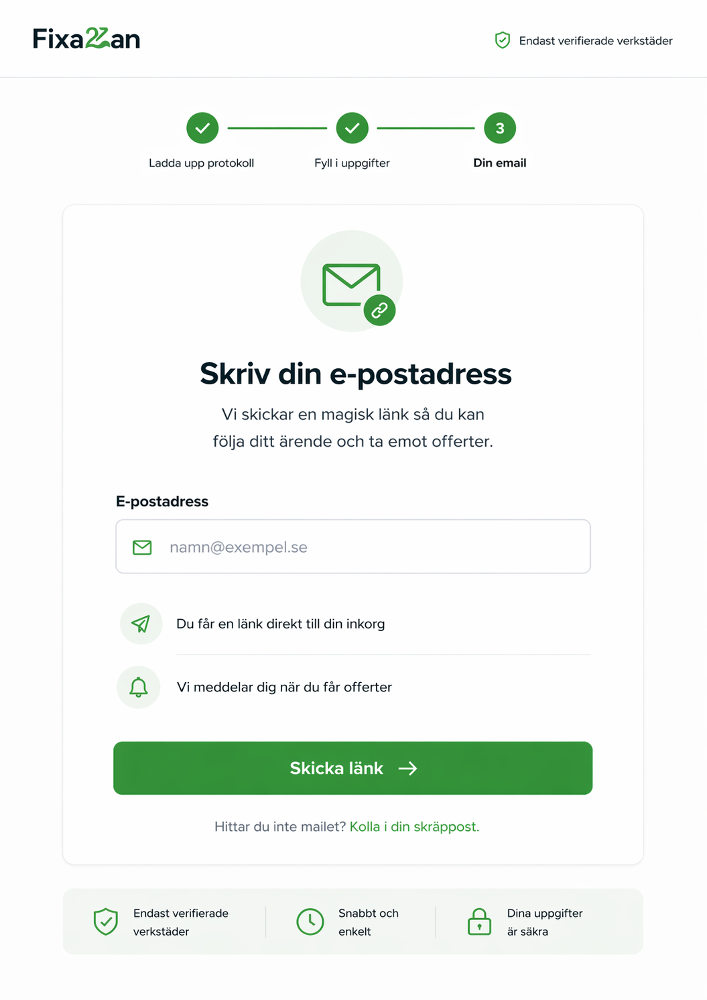 Fixa22an
Endast verifierade verkstäder
3
Ladda upp protokoll
Fyll i uppgifter
Din email
Skriv din e-postadress
Vi skickar en magisk länk så du kan
följa ditt ärende och ta emot offerter.
E-postadress
namn@exempel.se
Du får en länk direkt till din inkorg
Vi meddelar dig när du får offerter
Skicka länk →
Hittar du inte mailet? Kolla i din skräppost.
Endast verifierade
verkstäder
Snabbt och
enkelt
Dina uppgifter
är säkra